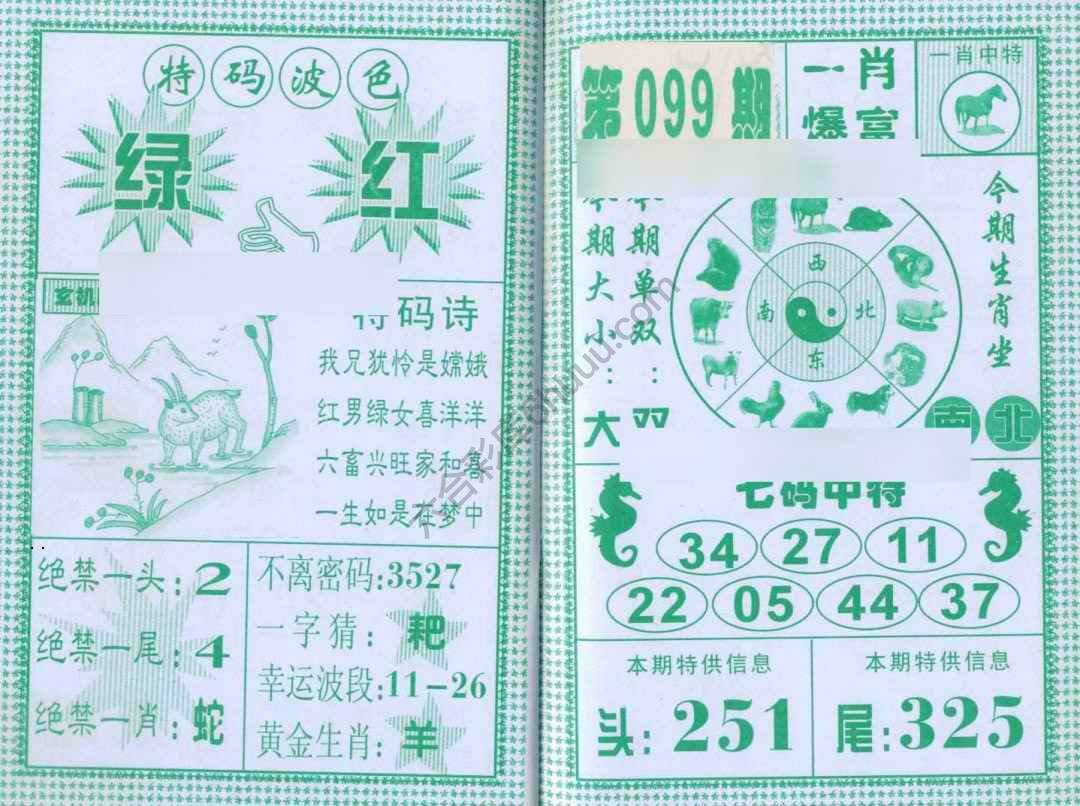 特码波色
绿 红
玄机
特码诗
我兄犹怜是嫦娥
红男绿女喜洋洋
六畜兴旺家和喜
一生如是在梦中
绝禁一头:2
绝禁一尾:4
绝禁一肖:蛇
不离密码:3527
一字猜:耙
幸运波段:11-26
黄金生肖:羊
第099期
一肖
爆富
一肖中特
本期大小:大
本期单双:双
西
南 北
东
今期生肖坐
南北
七码中特
34 27 11
22 05 44 37
本期特供信息
头:251
本期特供信息
尾:325